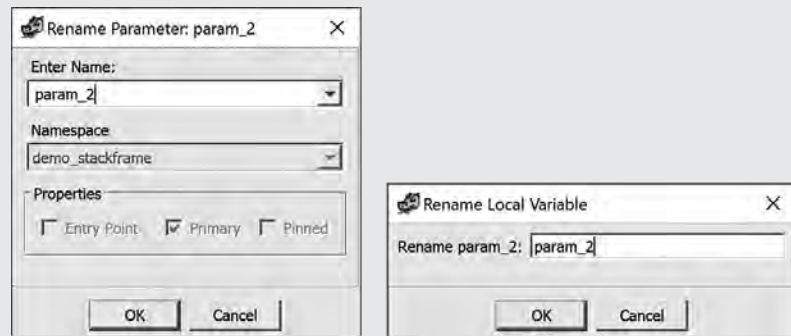 Rename Parameter: param_2
Enter Name:
param_2
Namespace
demo_stackframe
Properties
Entry Point Primary Pinned
OK Cancel
Rename Local Variable
Rename param_2: param_2
OK Cancel